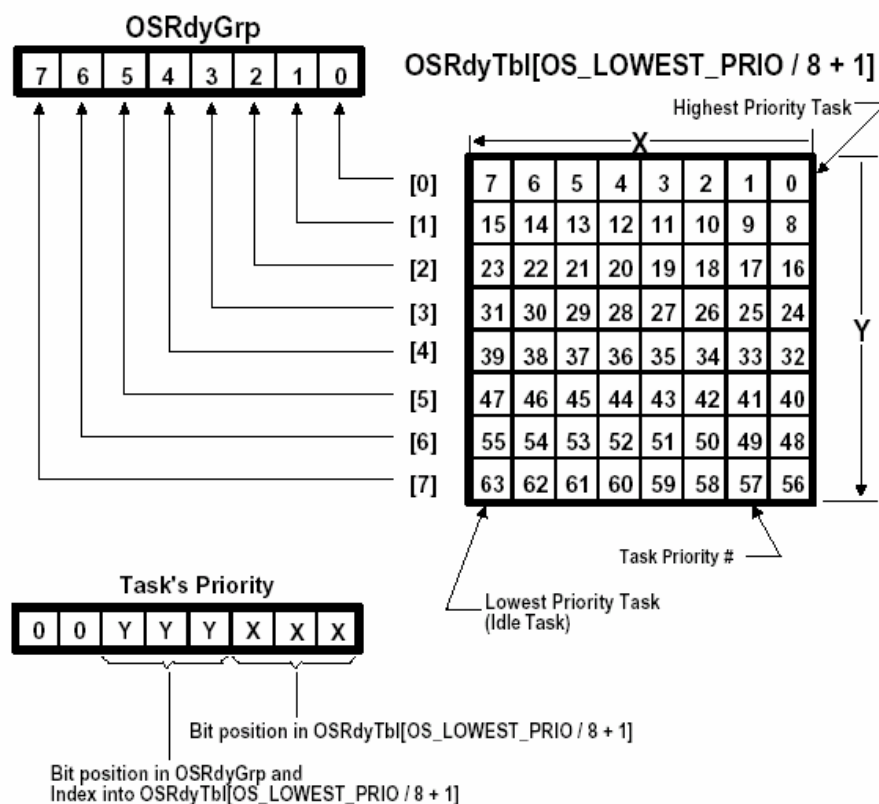 OSRdyGrp
7 6 5 4 3 2 1 0
OSRdyTbl[OS_LOWEST_PRIO / 8 + 1]
Highest Priority Task
X
[0] 7 6 5 4 3 2 1 0
[1] 15 14 13 12 11 10 9 8
[2] 23 22 21 20 19 18 17 16
[3] 31 30 29 28 27 26 25 24
Y
[4] 39 38 37 36 35 34 33 32
[5] 47 46 45 44 43 42 41 40
[6] 55 54 53 52 51 50 49 48
[7] 63 62 61 60 59 58 57 56
Task Priority #
Lowest Priority Task
(Idle Task)
Task's Priority
0 0 Y Y Y X X X
Bit position in OSRdyTbl[OS_LOWEST_PRIO / 8 + 1]
Bit position in OSRdyGrp and
Index into OSRdyTbl[OS_LOWEST_PRIO / 8 + 1]